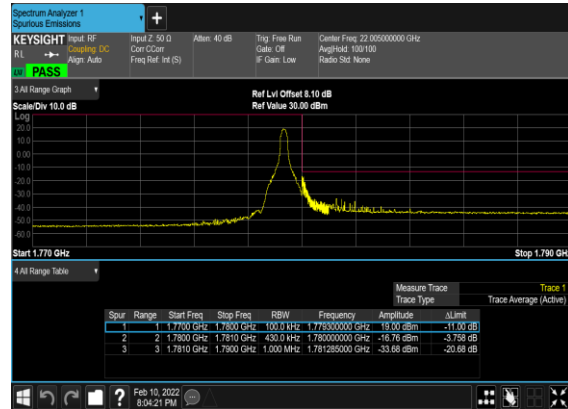 Spectrum Analyzer 1
Spurious Emissions
KEYSIGHT Input: RF Input Z: 50 Ω Atten: 40 dB Trig: Free Run Center Freq: 22.005000000 GHz
RL Coupling: DC Corr CCorr Gate: Off Avg|Hold: 100/100
Align: Auto Freq Ref: Int (S) IF Gain: Low Radio Std: None
LW PASS
3 All Range Graph
Ref Lvl Offset 8.10 dB
Scale/Div 10.0 dB Ref Value 30.00 dBm
Log
20.0
10.0
0.00
-10.0
-20.0
-30.0
-40.0
-50.0
-60.0
Start 1.770 GHz Stop 1.790 GHz
4 All Range Table
Measure Trace Trace 1
Trace Type Trace Average (Active)
Spur Range Start Freq Stop Freq RBW Frequency Amplitude ΔLimit
1 1 1.7700 GHz 1.7800 GHz 100.0 kHz 1.779300000 GHz 19.00 dBm -11.00 dB
2 2 1.7800 GHz 1.7810 GHz 430.0 kHz 1.780000000 GHz -16.76 dBm -3.758 dB
3 3 1.7810 GHz 1.7900 GHz 1.000 MHz 1.781285000 GHz -33.68 dBm -20.68 dB
? Feb 10, 2022
8:04:21 PM